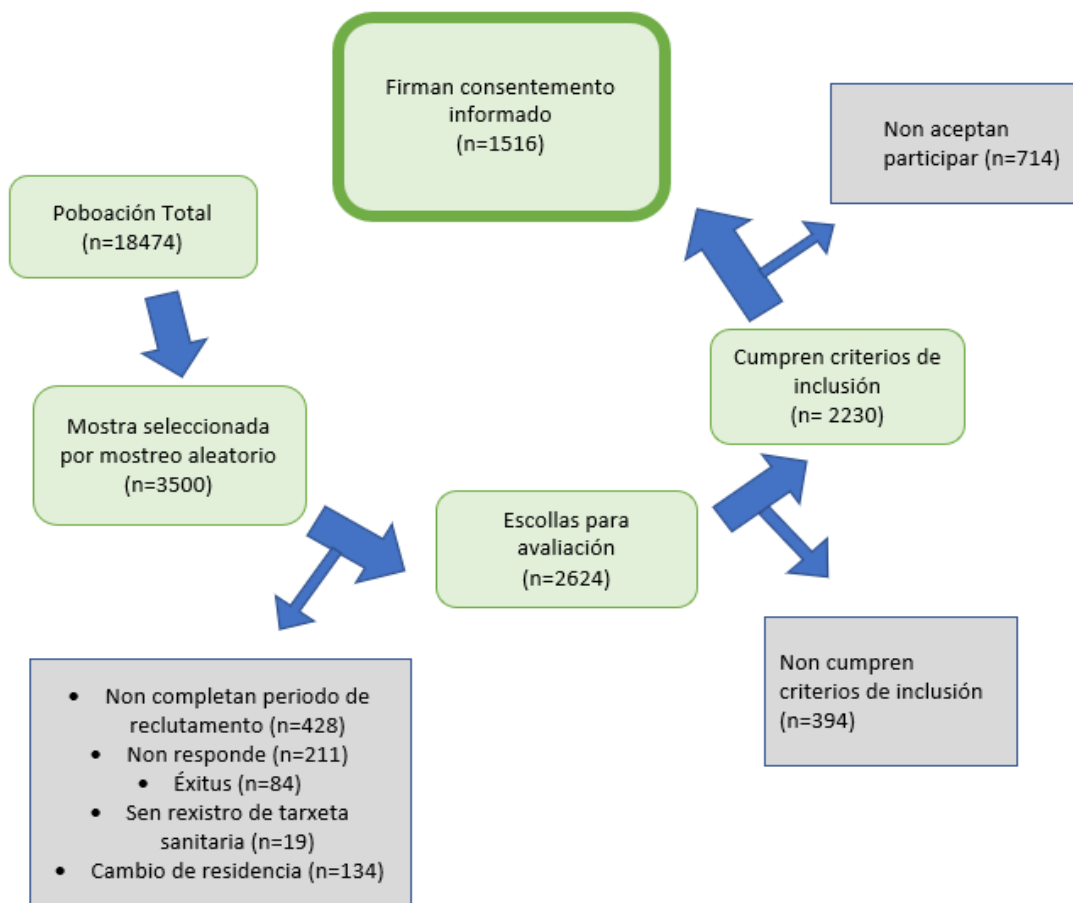 Poboación Total
(n=18474)
Mostra seleccionada
por mostreo aleatorio
(n=3500)
• Non completan periodo de
reclutamento (n=428)
• Non responde (n=211)
• Éxitus (n=84)
• Sen rexistro de tarxeta
sanitaria (n=19)
• Cambio de residencia (n=134)
Escollas para
avaliación
(n=2624)
Non cumpren
criterios de inclusión
(n=394)
Cumpren criterios de
inclusión
(n= 2230)
Non aceptan
participar (n=714)
Firman consentemento
informado
(n=1516)